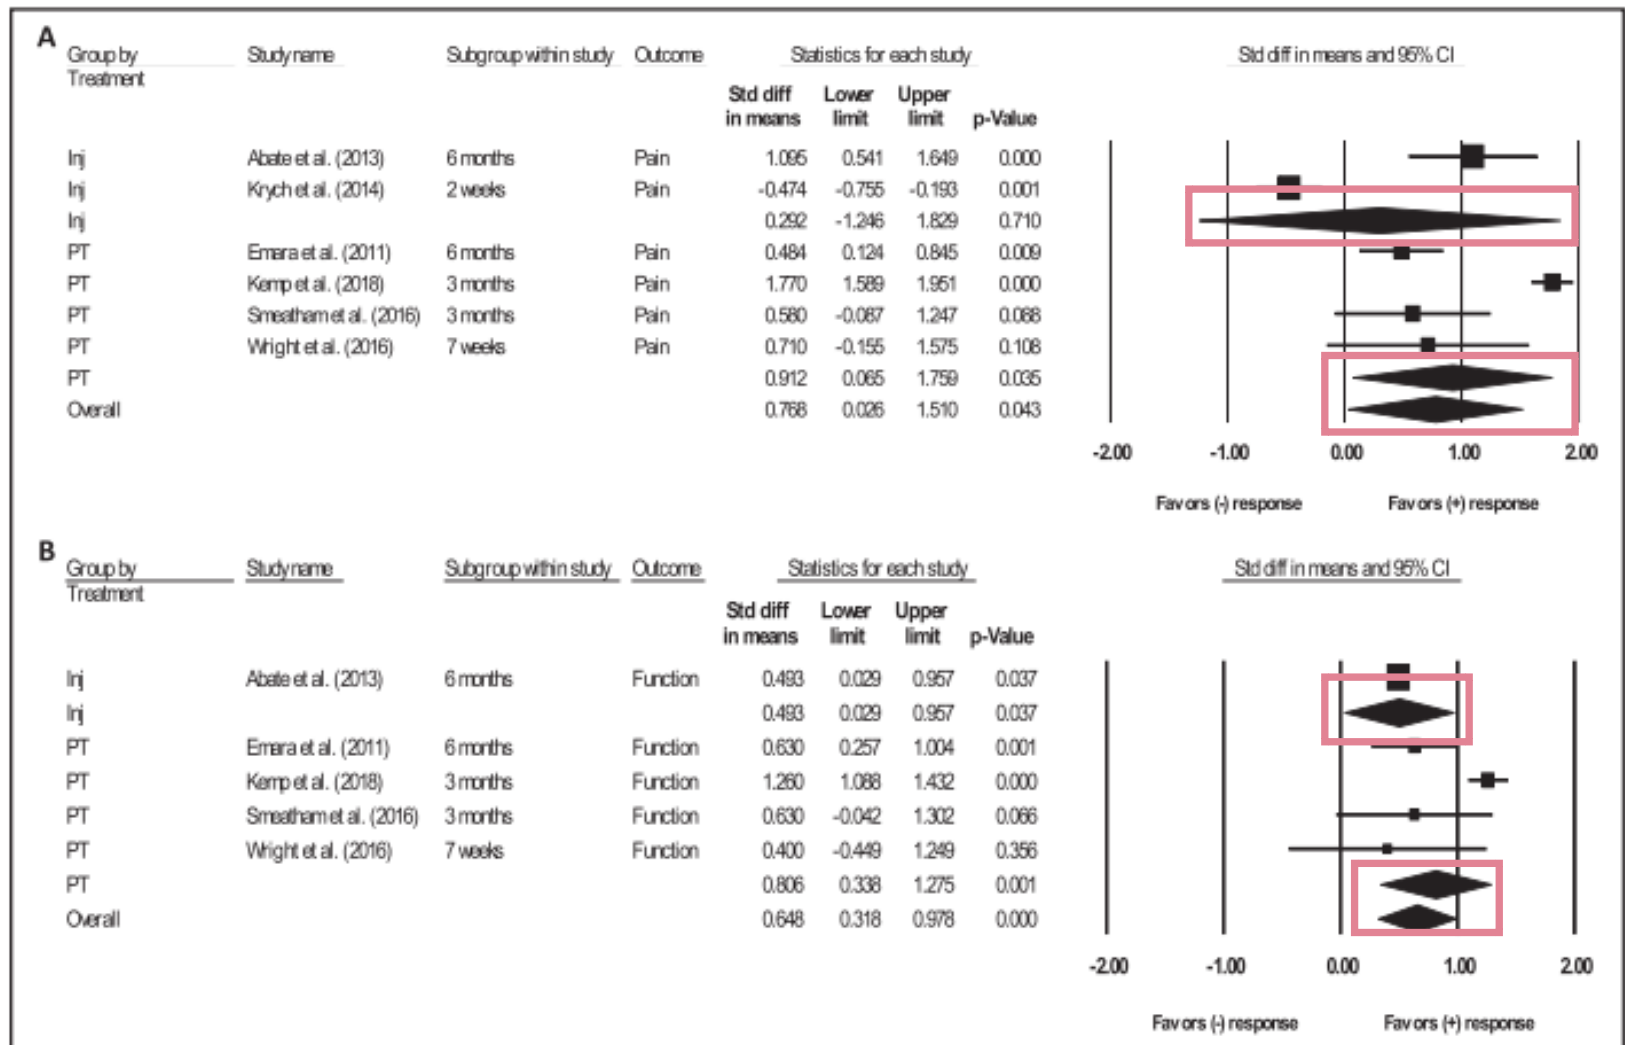 A
Group by Treatment Study name Subgroup within study Outcome Statistics for each study Std diff in means and 95% CI
Std diff in means Lower limit Upper limit p-Value
Inj Abate et al. (2013) 6 months Pain 1.095 0.541 1.649 0.000
Inj Krych et al. (2014) 2 weeks Pain -0.474 -0.755 -0.193 0.001
Inj 0.292 -1.246 1.829 0.710
PT Emara et al. (2011) 6 months Pain 0.484 0.124 0.845 0.009
PT Kemp et al. (2018) 3 months Pain 1.770 1.589 1.951 0.000
PT Smeatham et al. (2016) 3 months Pain 0.580 -0.087 1.247 0.088
PT Wright et al. (2016) 7 weeks Pain 0.710 -0.155 1.575 0.108
PT 0.912 0.065 1.759 0.035
Overall 0.768 0.026 1.510 0.043
-2.00 -1.00 0.00 1.00 2.00
Favors (-) response Favors (+) response
B
Group by Treatment Study name Subgroup within study Outcome Statistics for each study Std diff in means and 95% CI
Std diff in means Lower limit Upper limit p-Value
Inj Abate et al. (2013) 6 months Function 0.493 0.029 0.957 0.037
Inj 0.493 0.029 0.957 0.037
PT Emara et al. (2011) 6 months Function 0.630 0.257 1.004 0.001
PT Kemp et al. (2018) 3 months Function 1.260 1.088 1.432 0.000
PT Smeatham et al. (2016) 3 months Function 0.630 -0.042 1.302 0.066
PT Wright et al. (2016) 7 weeks Function 0.400 -0.449 1.249 0.356
PT 0.806 0.338 1.275 0.001
Overall 0.648 0.318 0.978 0.000
-2.00 -1.00 0.00 1.00 2.00
Favors (-) response Favors (+) response